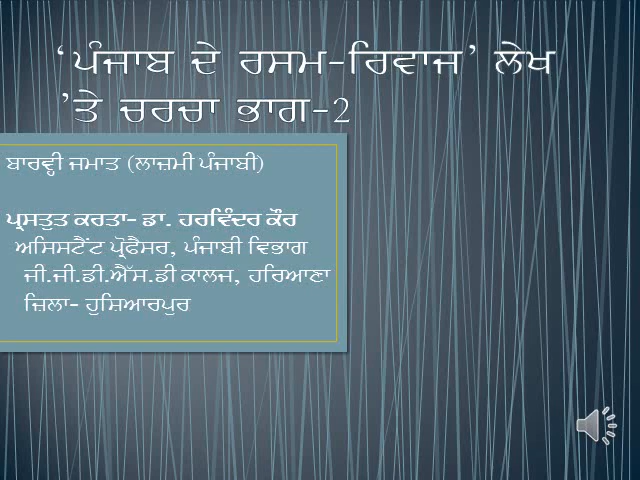 ‘ਪੰਜਾਬ ਦੇ ਰਸਮ-ਰਿਵਾਜ’ ਲੇਖ
’ਤੇ ਚਰਚਾ ਭਾਗ-2
ਬਾਰਵ੍ਹੀ ਜਮਾਤ (ਲਾਜ਼ਮੀ ਪੰਜਾਬੀ)
ਪ੍ਰਸਤੁਤ ਕਰਤਾ- ਡਾ. ਹਰਵਿੰਦਰ ਕੌਰ
ਅਸਿਸਟੈਂਟ ਪ੍ਰੋਫੈਸਰ, ਪੰਜਾਬੀ ਵਿਭਾਗ
ਜੀ.ਜੀ.ਡੀ.ਐੱਸ.ਡੀ ਕਾਲਜ, ਹਰਿਆਣਾ
ਜ਼ਿਲਾ- ਹੁਸ਼ਿਆਰਪੁਰ